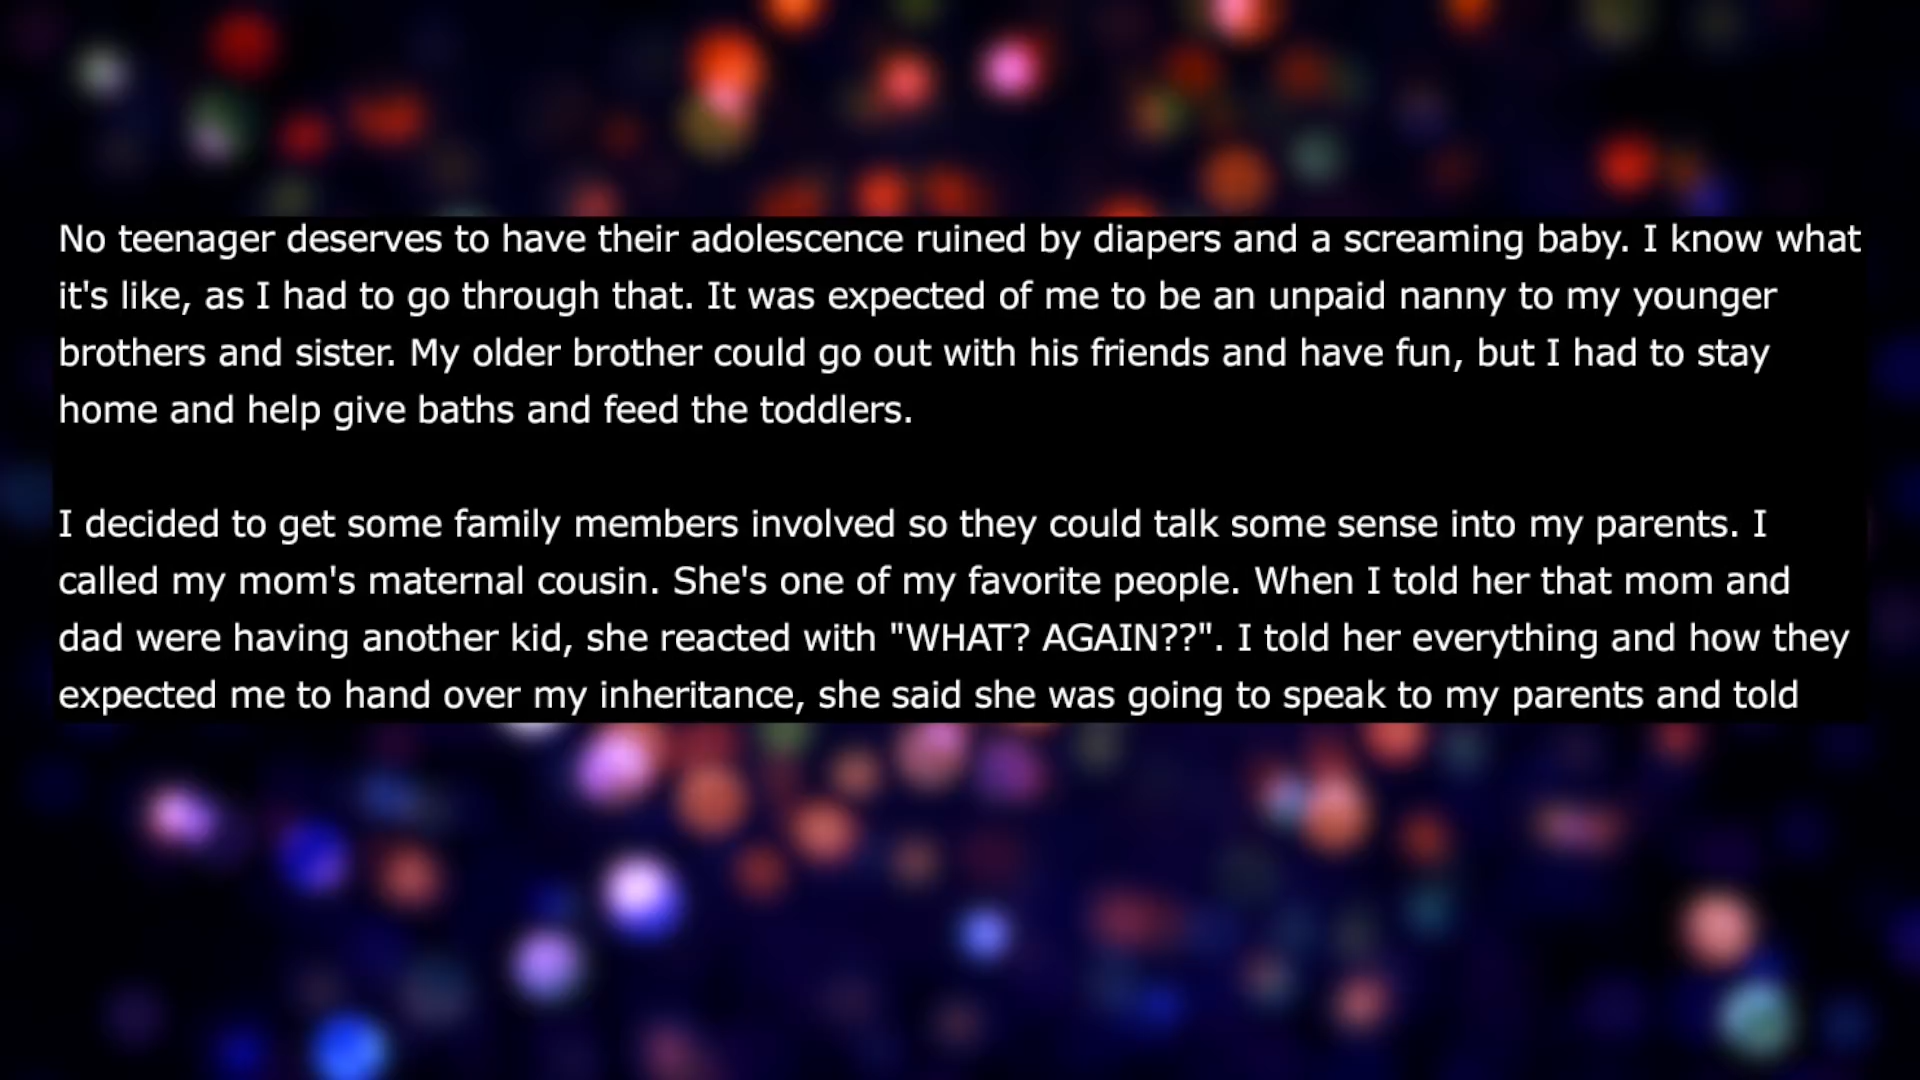 No teenager deserves to have their adolescence ruined by diapers and a screaming baby. I know what
it's like, as I had to go through that. It was expected of me to be an unpaid nanny to my younger
brothers and sister. My older brother could go out with his friends and have fun, but I had to stay
home and help give baths and feed the toddlers.
I decided to get some family members involved so they could talk some sense into my parents. I
called my mom's maternal cousin. She's one of my favorite people. When I told her that mom and
dad were having another kid, she reacted with "WHAT? AGAIN??". I told her everything and how they
expected me to hand over my inheritance, she said she was going to speak to my parents and told